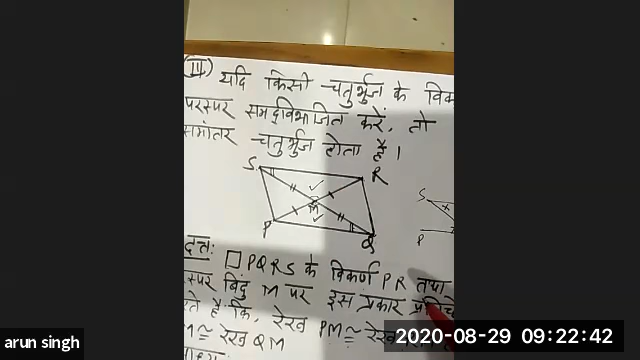 (III) यदि किसी चतुर्भुज के विक
परस्पर समद्विभाजित करें, तो
समांतर चतुर्भुज होता है।
S R
M
P Q
S
P
दत्त: □PQRS के विकर्ण PR तथा
स्पर बिंदु M पर इस प्रकार
है कि, रेख PM ≅ रेख
M ≅ रेख QM
arun singh
2020-08-29 09:22:42